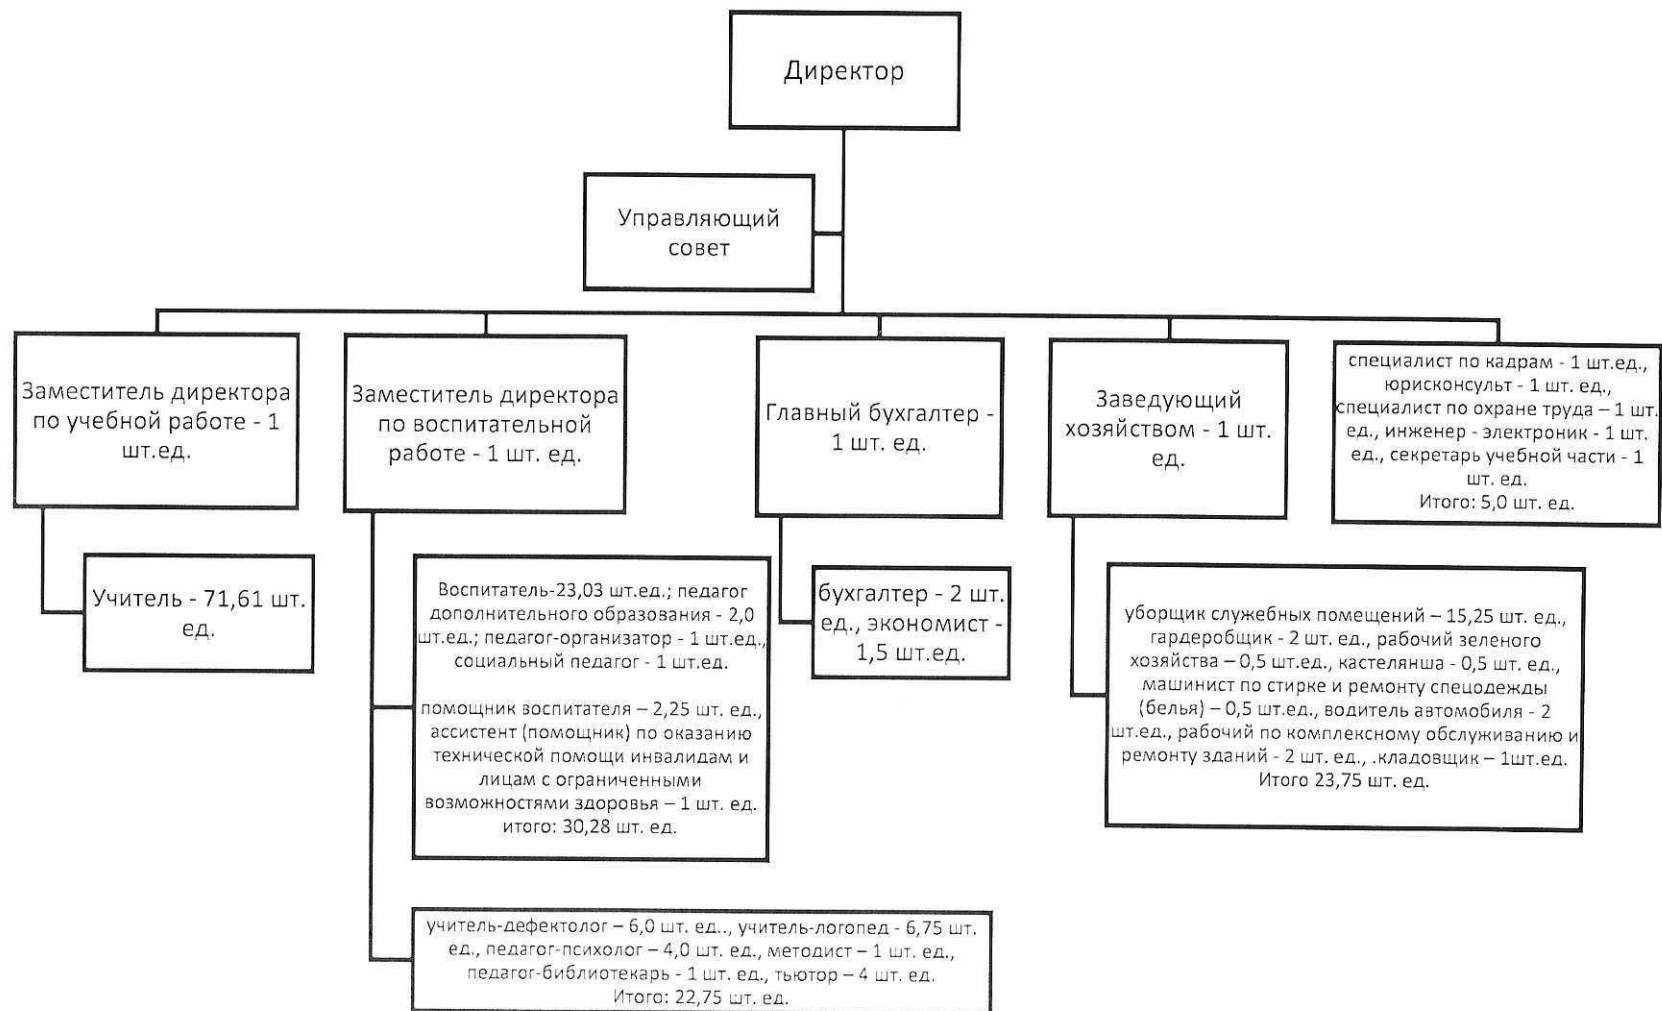 Директор
Управляющий
совет
Заместитель директора
по учебной работе - 1
шт.ед.
Заместитель директора
по воспитательной
работе - 1 шт. ед.
Главный бухгалтер -
1 шт. ед.
Заведующий
хозяйством - 1 шт.
ед.
специалист по кадрам - 1 шт.ед.,
юрисконсульт - 1 шт. ед.,
специалист по охране труда – 1 шт.
ед., инженер - электроник - 1 шт.
ед., секретарь учебной части - 1
шт. ед.
Итого: 5,0 шт. ед.
Учитель - 71,61 шт.
ед.
Воспитатель-23,03 шт.ед.; педагог
дополнительного образования - 2,0
шт.ед.; педагог-организатор - 1 шт.ед.,
социальный педагог - 1 шт.ед.
помощник воспитателя – 2,25 шт. ед.,
ассистент (помощник) по оказанию
технической помощи инвалидам и
лицам с ограниченными
возможностями здоровья – 1 шт. ед.
итого: 30,28 шт. ед.
учитель-дефектолог – 6,0 шт. ед.., учитель-логопед - 6,75 шт.
ед., педагог-психолог – 4,0 шт. ед., методист – 1 шт. ед.,
педагог-библиотекарь - 1 шт. ед., тьютор – 4 шт. ед.
Итого: 22,75 шт. ед.
бухгалтер - 2 шт.
ед., экономист -
1,5 шт.ед.
уборщик служебных помещений – 15,25 шт. ед.,
гардеробщик - 2 шт. ед., рабочий зеленого
хозяйства – 0,5 шт.ед., кастелянша - 0,5 шт. ед.,
машинист по стирке и ремонту спецодежды
(белья) – 0,5 шт.ед., водитель автомобиля - 2
шт.ед., рабочий по комплексному обслуживанию и
ремонту зданий - 2 шт. ед., .кладовщик – 1шт.ед.
Итого 23,75 шт. ед.